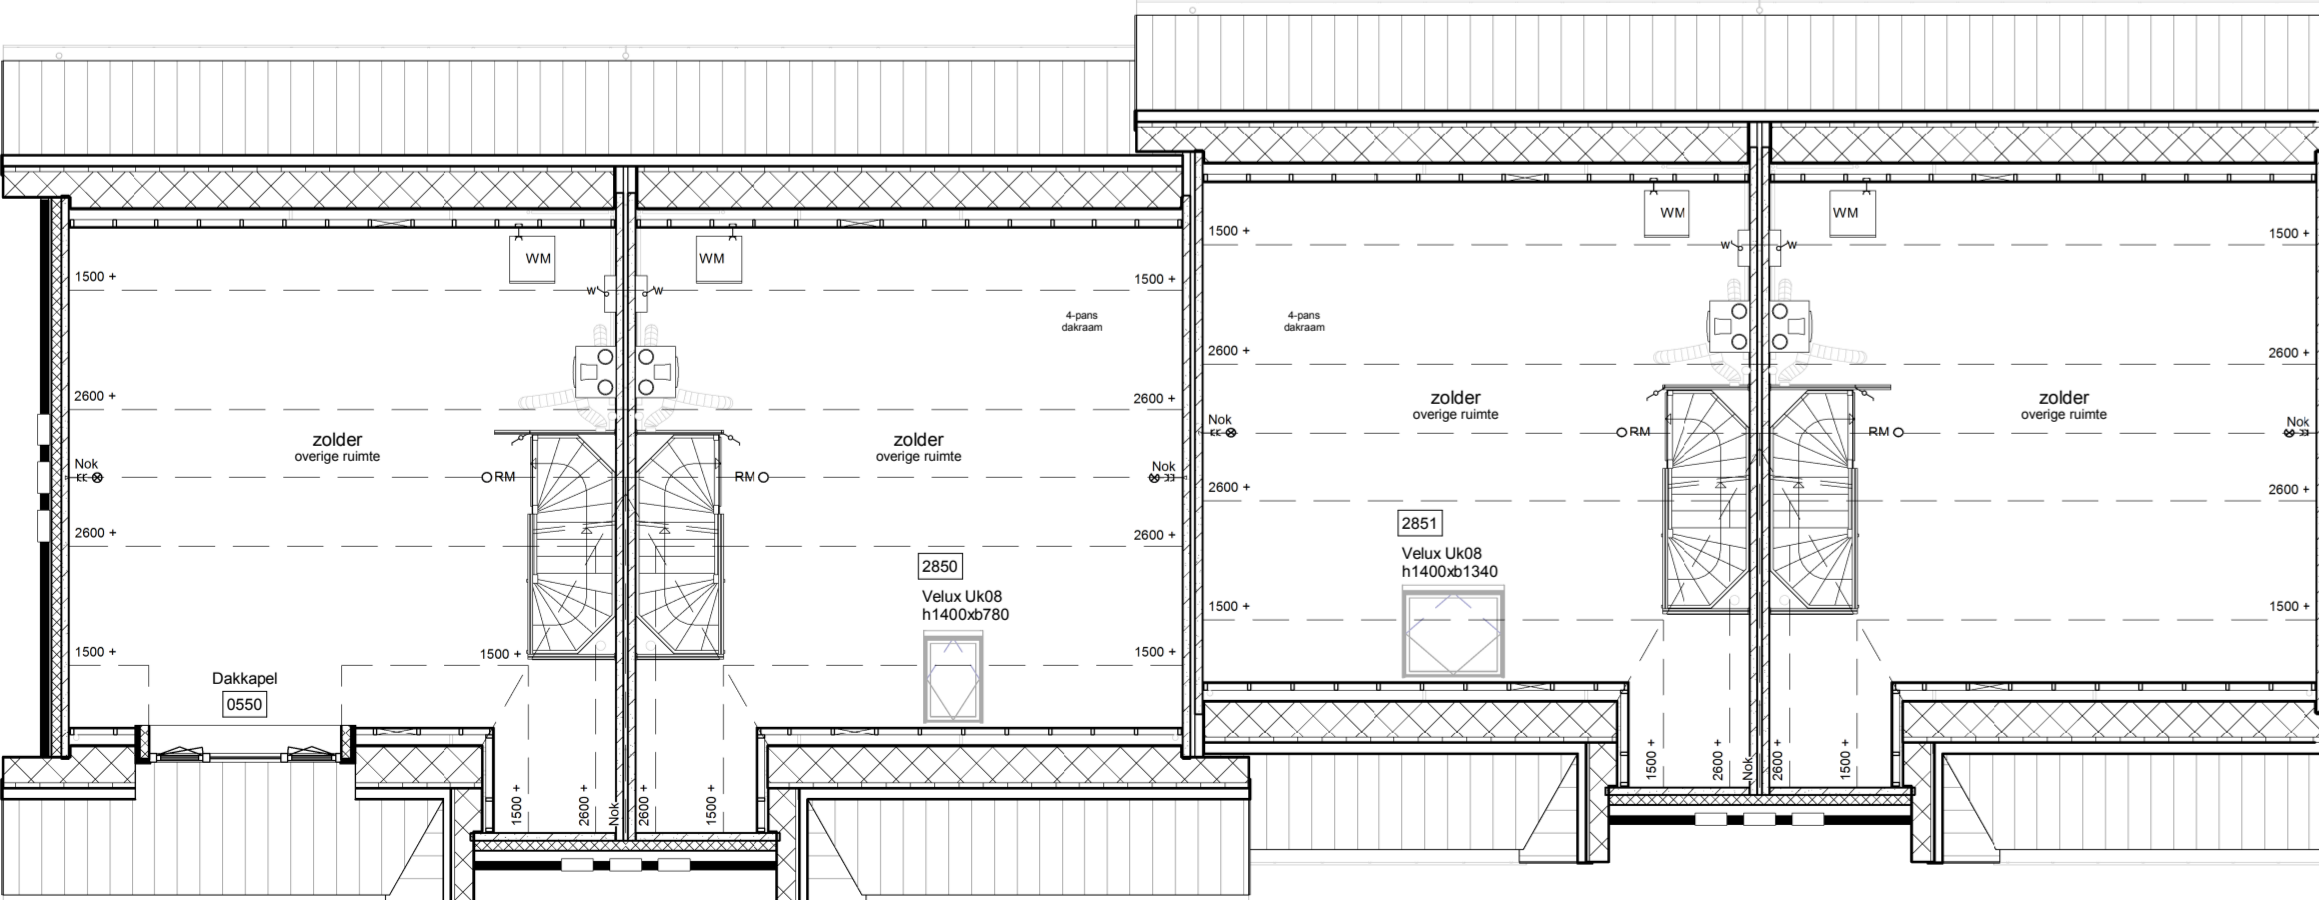 WM
WM
1500 +
W
W
1500 +
4-pans
dakraam
2600 +
2600 +
zolder
overige ruimte
zolder
overige ruimte
Nok
RM
RM
Nok
2600 +
2600 +
2850
Velux Uk08
h1400xb780
1500 +
1500 +
1500 +
Dakkapel
0550
1500 +
2600 +
Nok
2600 +
1500 +
WM
WM
1500 +
1500 +
W
W
4-pans
dakraam
2600 +
2600 +
zolder
overige ruimte
zolder
overige ruimte
Nok
RM
RM
Nok
2600 +
2600 +
2851
Velux Uk08
h1400xb1340
1500 +
1500 +
1500 +
2600 +
Nok
2600 +
1500 +